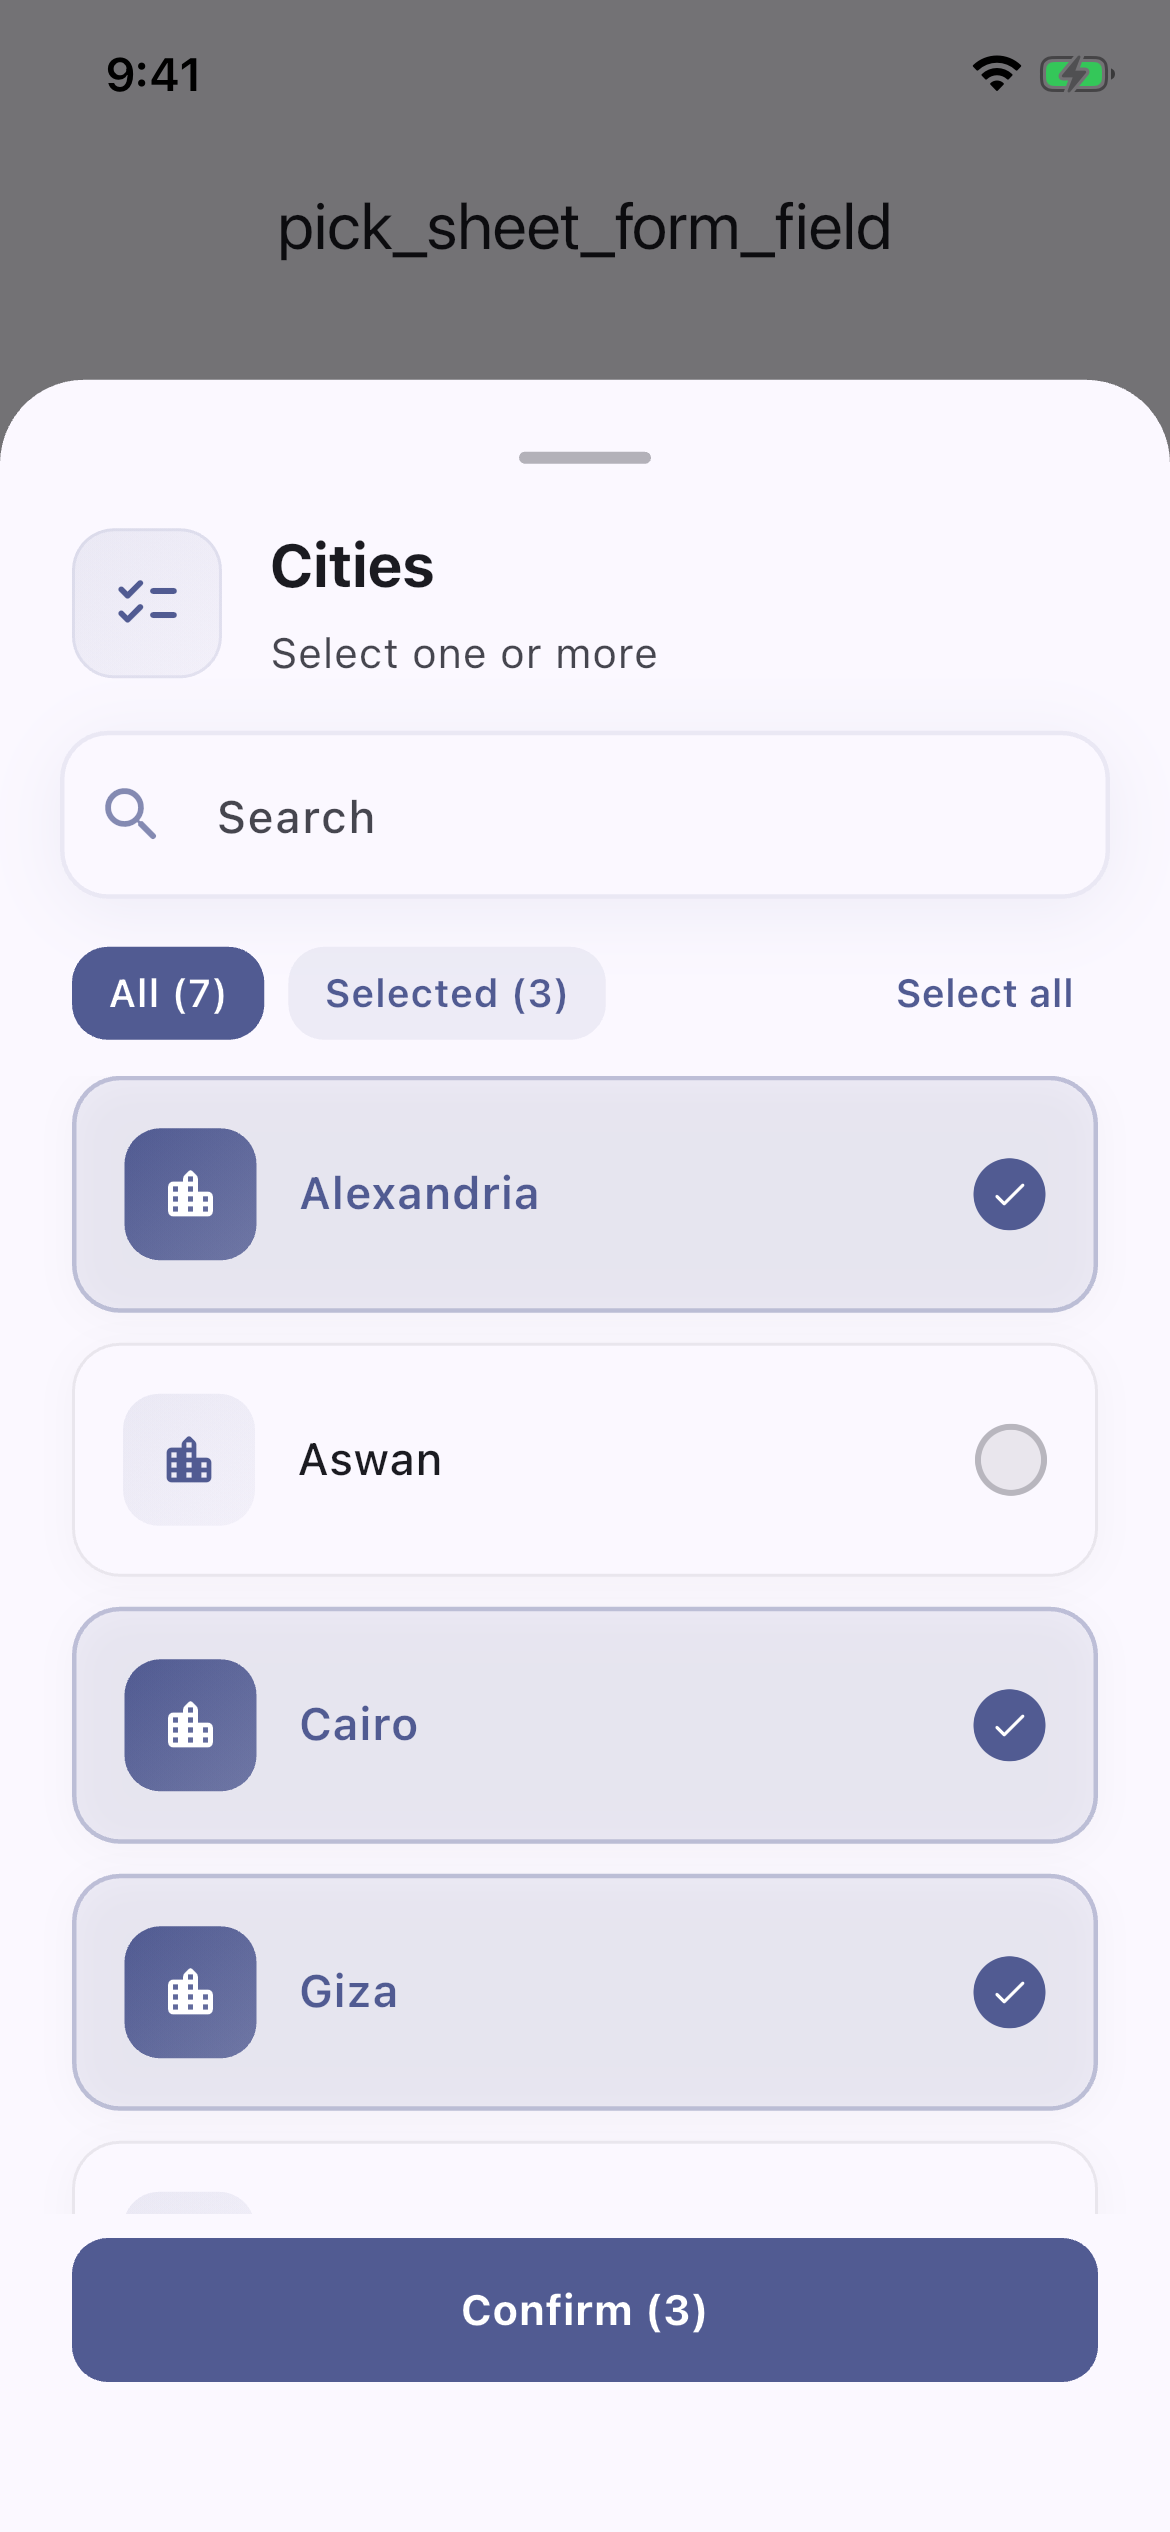 9:41
pick_sheet_form_field
Cities
Select one or more
Search
All (7)
Selected (3)
Select all
Alexandria
Aswan
Cairo
Giza
Confirm (3)